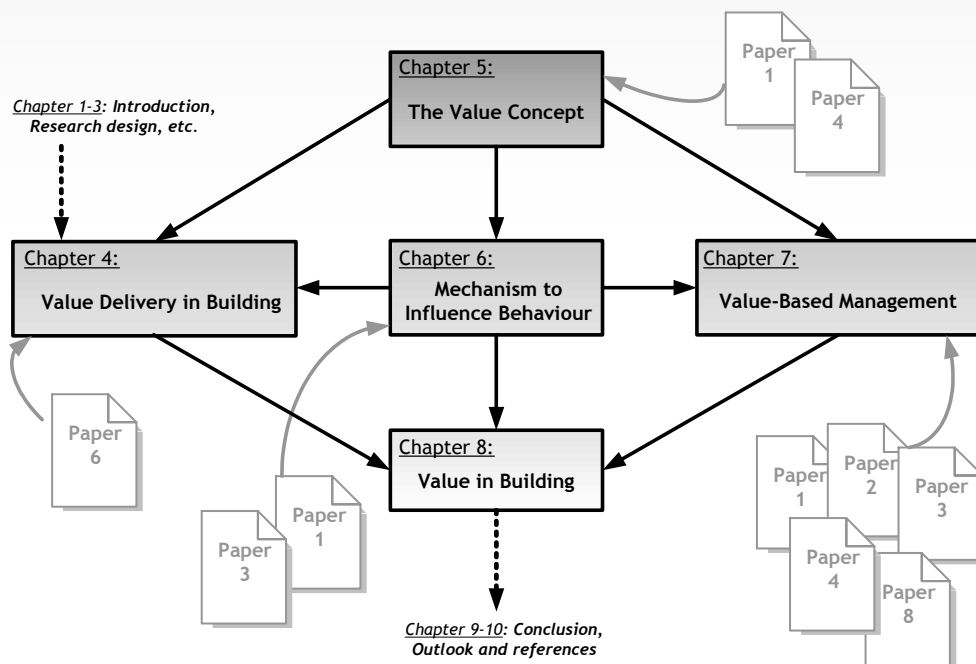 Chapter 5:
The Value Concept
Paper
1
Paper
4
Chapter 1-3: Introduction,
Research design, etc.
Chapter 4:
Value Delivery in Building
Chapter 6:
Mechanism to
Influence Behaviour
Chapter 7:
Value-Based Management
Paper
6
Chapter 8:
Value in Building
Paper
3
Paper
1
Paper
1
Paper
2
Paper
3
Paper
4
Paper
8
Chapter 9-10: Conclusion,
Outlook and references